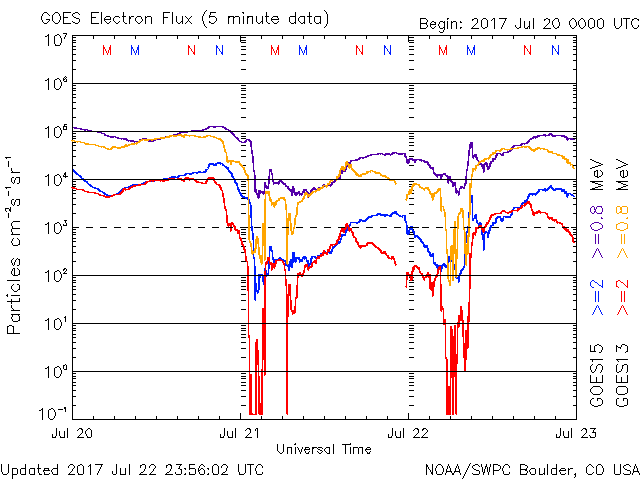 GOES Electron Flux (5 minute data)
Begin: 2017 Jul 20 0000 UTC
10⁷
M M N N M M N N M M N N
10⁶
10⁵
10⁴
10³
10²
10¹
10⁰
10⁻¹
Particles cm⁻²s⁻¹sr⁻¹
GOES15 >=2 >=0.8 MeV
GOES13 >=2 >=0.8 MeV
Jul 20 Jul 21 Jul 22 Jul 23
Universal Time
Updated 2017 Jul 22 23:56:02 UTC
NOAA/SWPC Boulder, CO USA